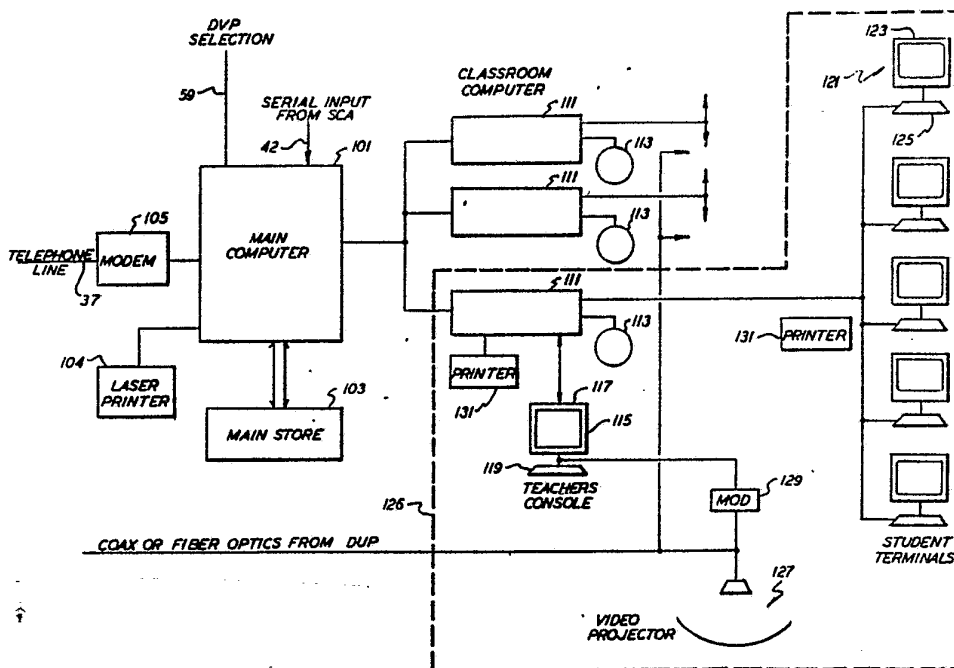 DVP
SELECTION
59
SERIAL INPUT
FROM SCA
42
101
CLASSROOM
COMPUTER
111
113
111
113
123
121
125
105
TELEPHONE
LINE
MODEM
37
MAIN
COMPUTER
111
113
104
LASER
PRINTER
103
MAIN STORE
PRINTER
131
117
115
119
TEACHERS
CONSOLE
131
PRINTER
126
MOD
129
COAX OR FIBER OPTICS FROM DUP
STUDENT
TERMINALS
127
VIDEO
PROJECTOR